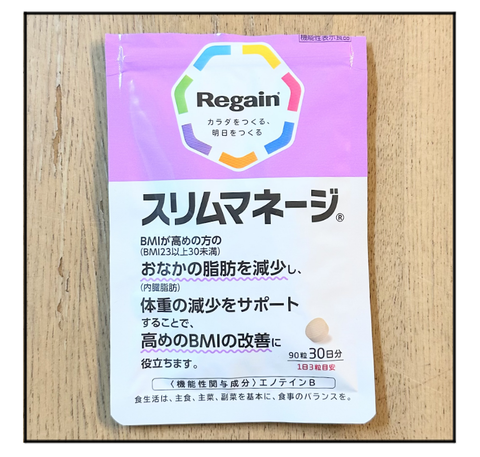 機能性表示食品
Regain®
カラダをつくる、
明日をつくる
スリムマネージ®
BMIが高めの方の
(BMI23以上30未満)
おなかの脂肪を減少し、
(内臓脂肪)
体重の減少をサポート
することで、
高めのBMIの改善に
役立ちます。
90粒30日分
1日3粒目安
〈機能性関与成分〉エノテインB
食生活は、主食、主菜、副菜を基本に、食事のバランスを。